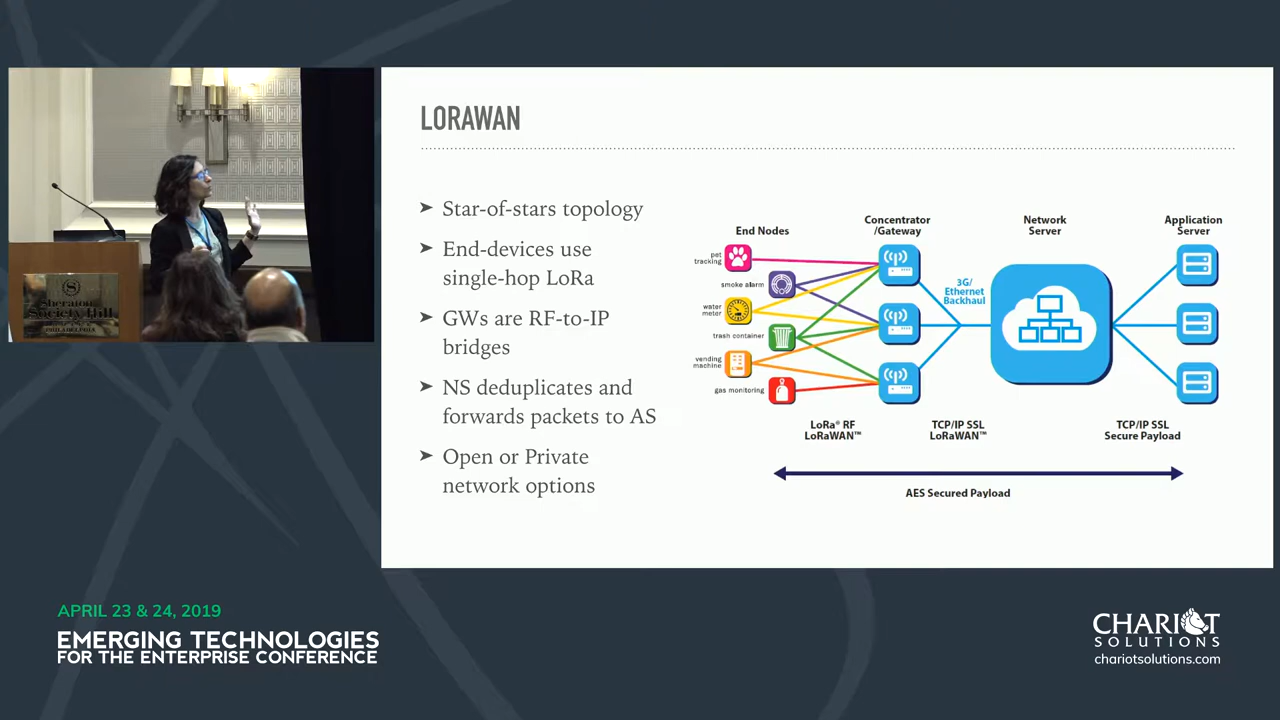 LORAWAN
➤ Star-of-stars topology
➤ End-devices use
single-hop LoRa
➤ GWs are RF-to-IP
bridges
➤ NS deduplicates and
forwards packets to AS
➤ Open or Private
network options
End Nodes
pet
tracking
smoke alarm
water
meter
trash container
vending
machine
gas monitoring
Concentrator
/Gateway
3G/
Ethernet
Backhaul
Network
Server
Application
Server
LoRa® RF
LoRaWAN™
TCP/IP SSL
LoRaWAN™
TCP/IP SSL
Secure Payload
AES Secured Payload
S
Sheraton
Society Hill
PHILADELPHIA
APRIL 23 & 24, 2019
EMERGING TECHNOLOGIES
FOR THE ENTERPRISE CONFERENCE
CHARIOT
SOLUTIONS
chariotsolutions.com